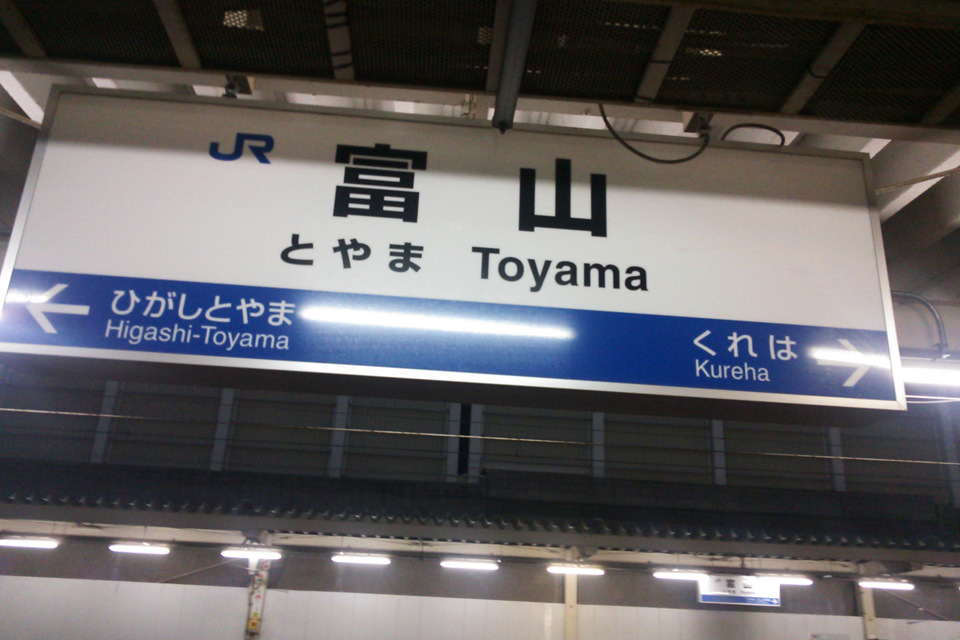 JR 富山
とやま Toyama
← ひがしとやま
Higashi-Toyama
くれは →
Kureha
富山